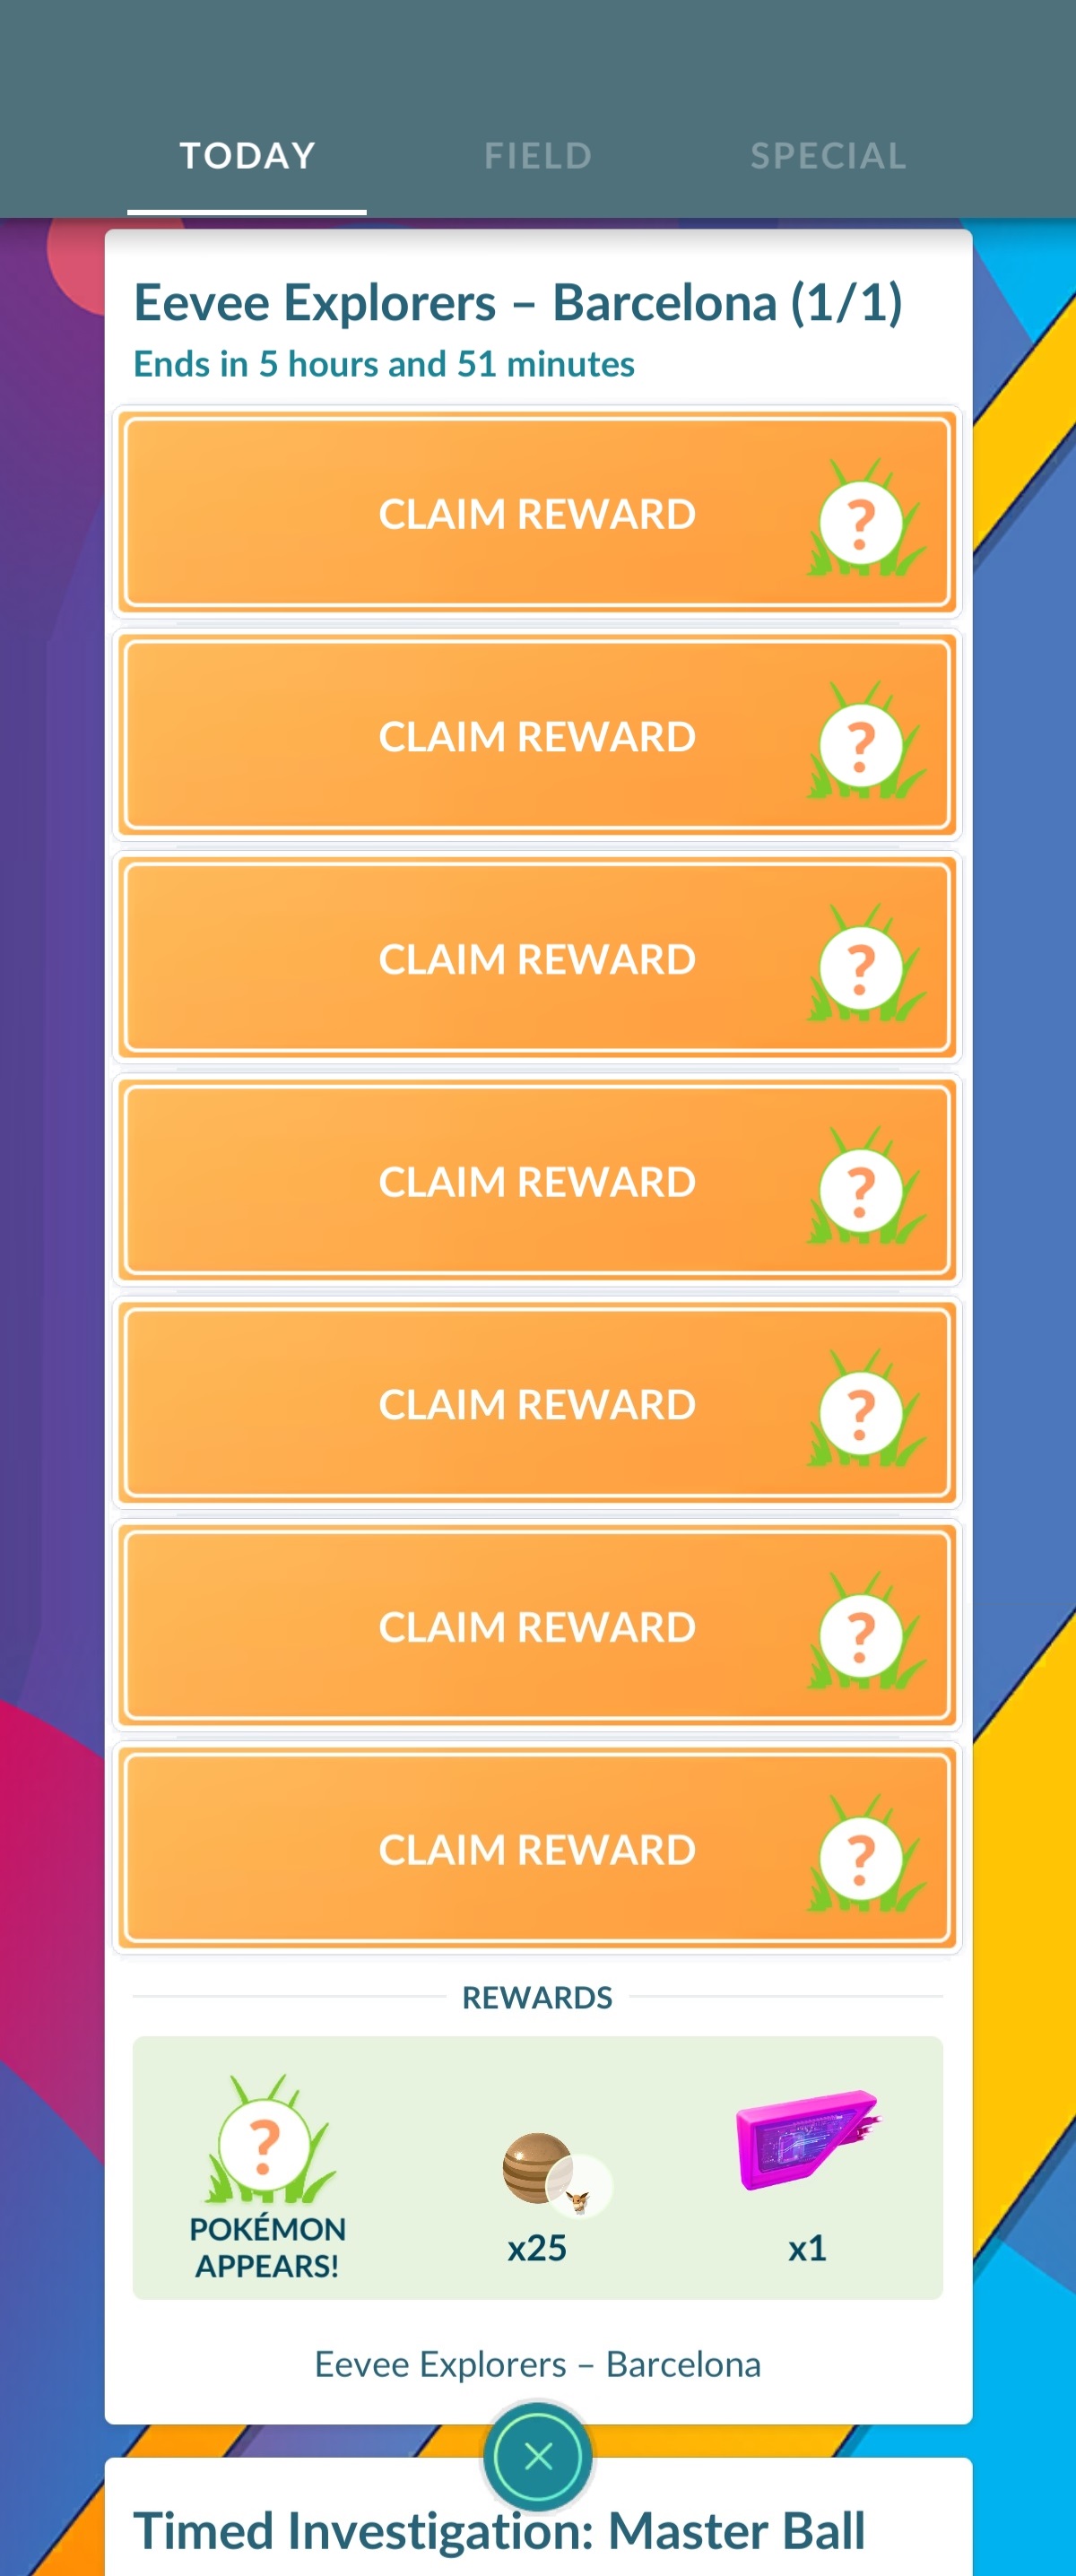 TODAY
FIELD
SPECIAL
Eevee Explorers – Barcelona (1/1)
Ends in 5 hours and 51 minutes
CLAIM REWARD
?
CLAIM REWARD
?
CLAIM REWARD
?
CLAIM REWARD
?
CLAIM REWARD
?
CLAIM REWARD
?
CLAIM REWARD
?
REWARDS
?
POKÉMON
APPEARS!
x25
x1
Eevee Explorers – Barcelona
Timed Investigation: Master Ball